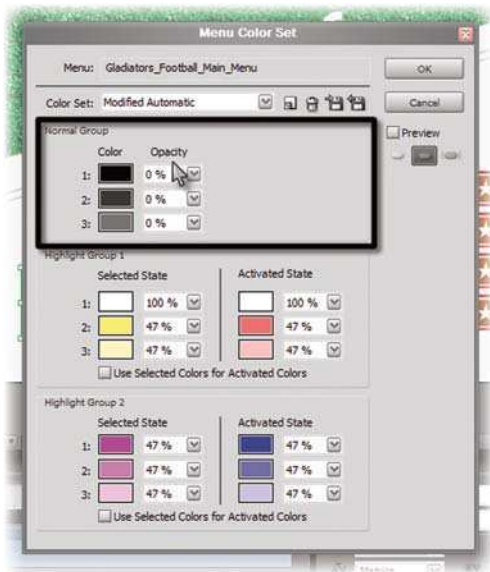 Menu Color Set
Menu: Gladiators_Football_Main_Menu
OK
Color Set: Modified Automatic
Cancel
Normal Group
Preview
Color Opacity
1: 0 %
2: 0 %
3: 0 %
Highlight Group 1
Selected State Activated State
1: 100 % 100 %
2: 47 % 47 %
3: 47 % 47 %
Use Selected Colors for Activated Colors
Highlight Group 2
Selected State Activated State
1: 47 % 47 %
2: 47 % 47 %
3: 47 % 47 %
Use Selected Colors for Activated Colors